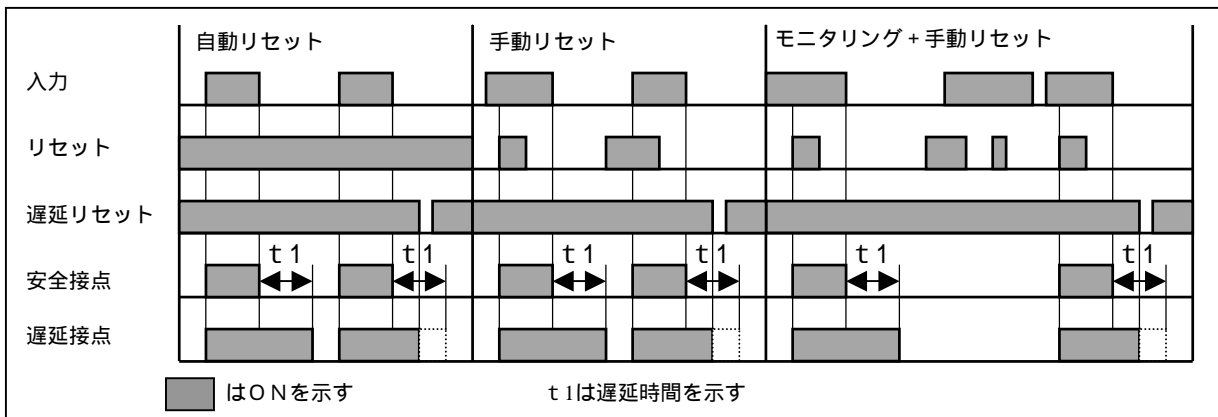 自動リセット
手動リセット
モニタリング+手動リセット
入力
リセット
遅延リセット
t1 t1 t1 t1 t1 t1
安全接点
遅延接点
はONを示す
t1は遅延時間を示す